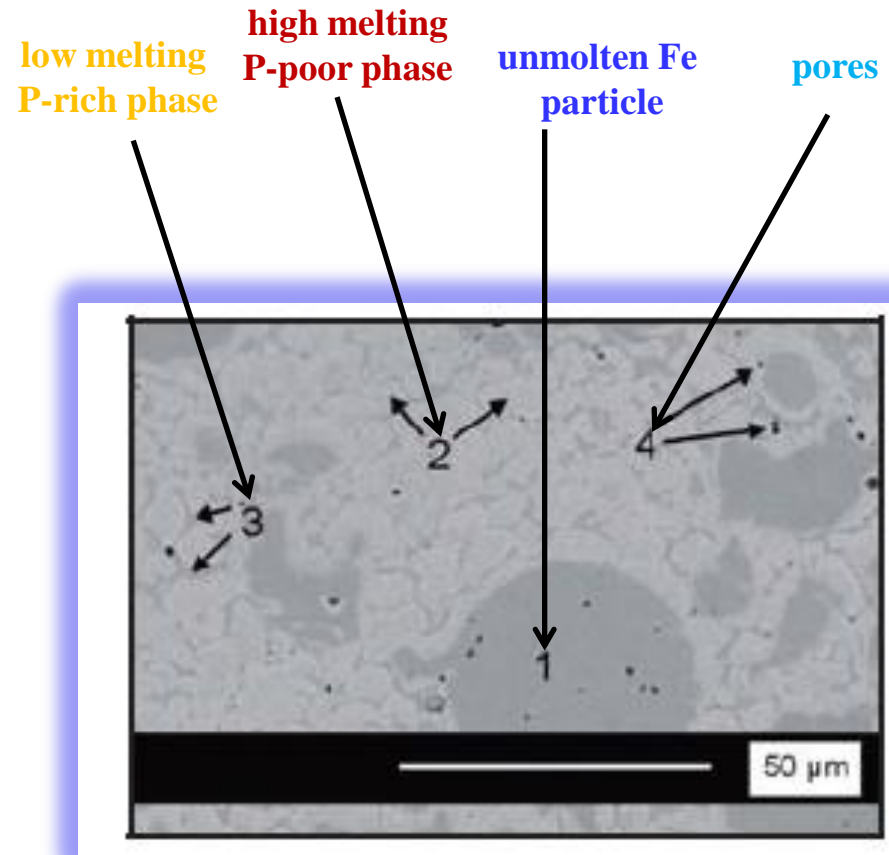 low melting
P-rich phase
high melting
P-poor phase
unmolten Fe
particle
pores
2
4
3
1
50 µm